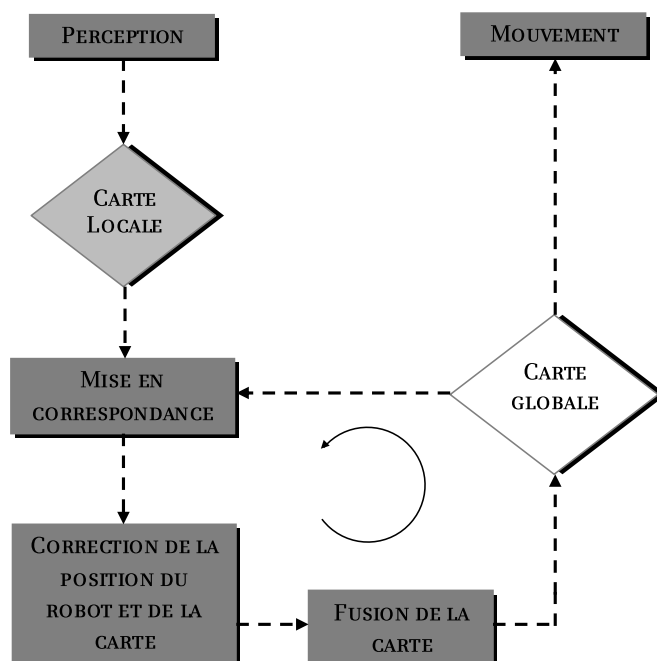 PERCEPTION
MOUVEMENT
CARTE
LOCALE
MISE EN
CORRESPONDANCE
CARTE
GLOBALE
CORRECTION DE LA
POSITION DU
ROBOT ET DE LA
CARTE
FUSION DE LA
CARTE